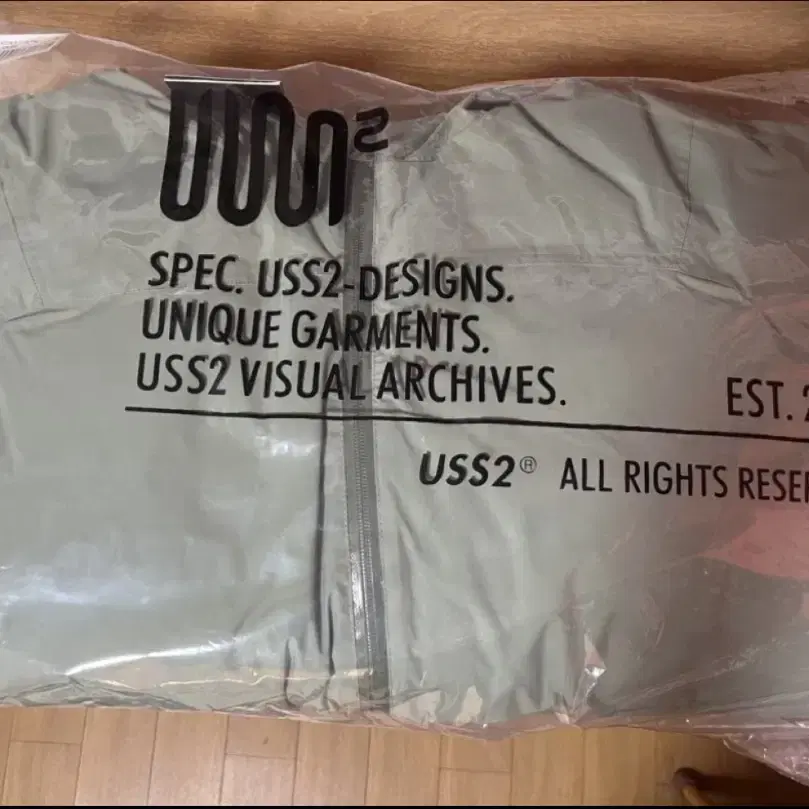 SPEC. USS2-DESIGNS.
UNIQUE GARMENTS.
USS2 VISUAL ARCHIVES.
EST.
USS2® ALL RIGHTS